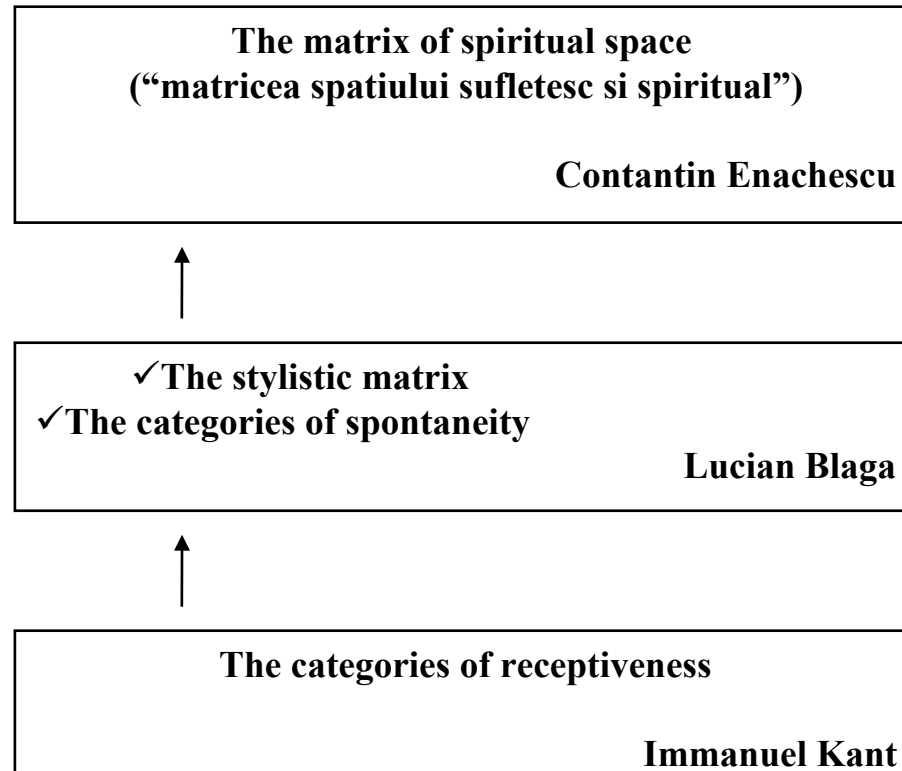 The matrix of spiritual space
(“matricea spatiului sufletesc si spiritual”)
Contantin Enachescu
✓The stylistic matrix
✓The categories of spontaneity
Lucian Blaga
The categories of receptiveness
Immanuel Kant